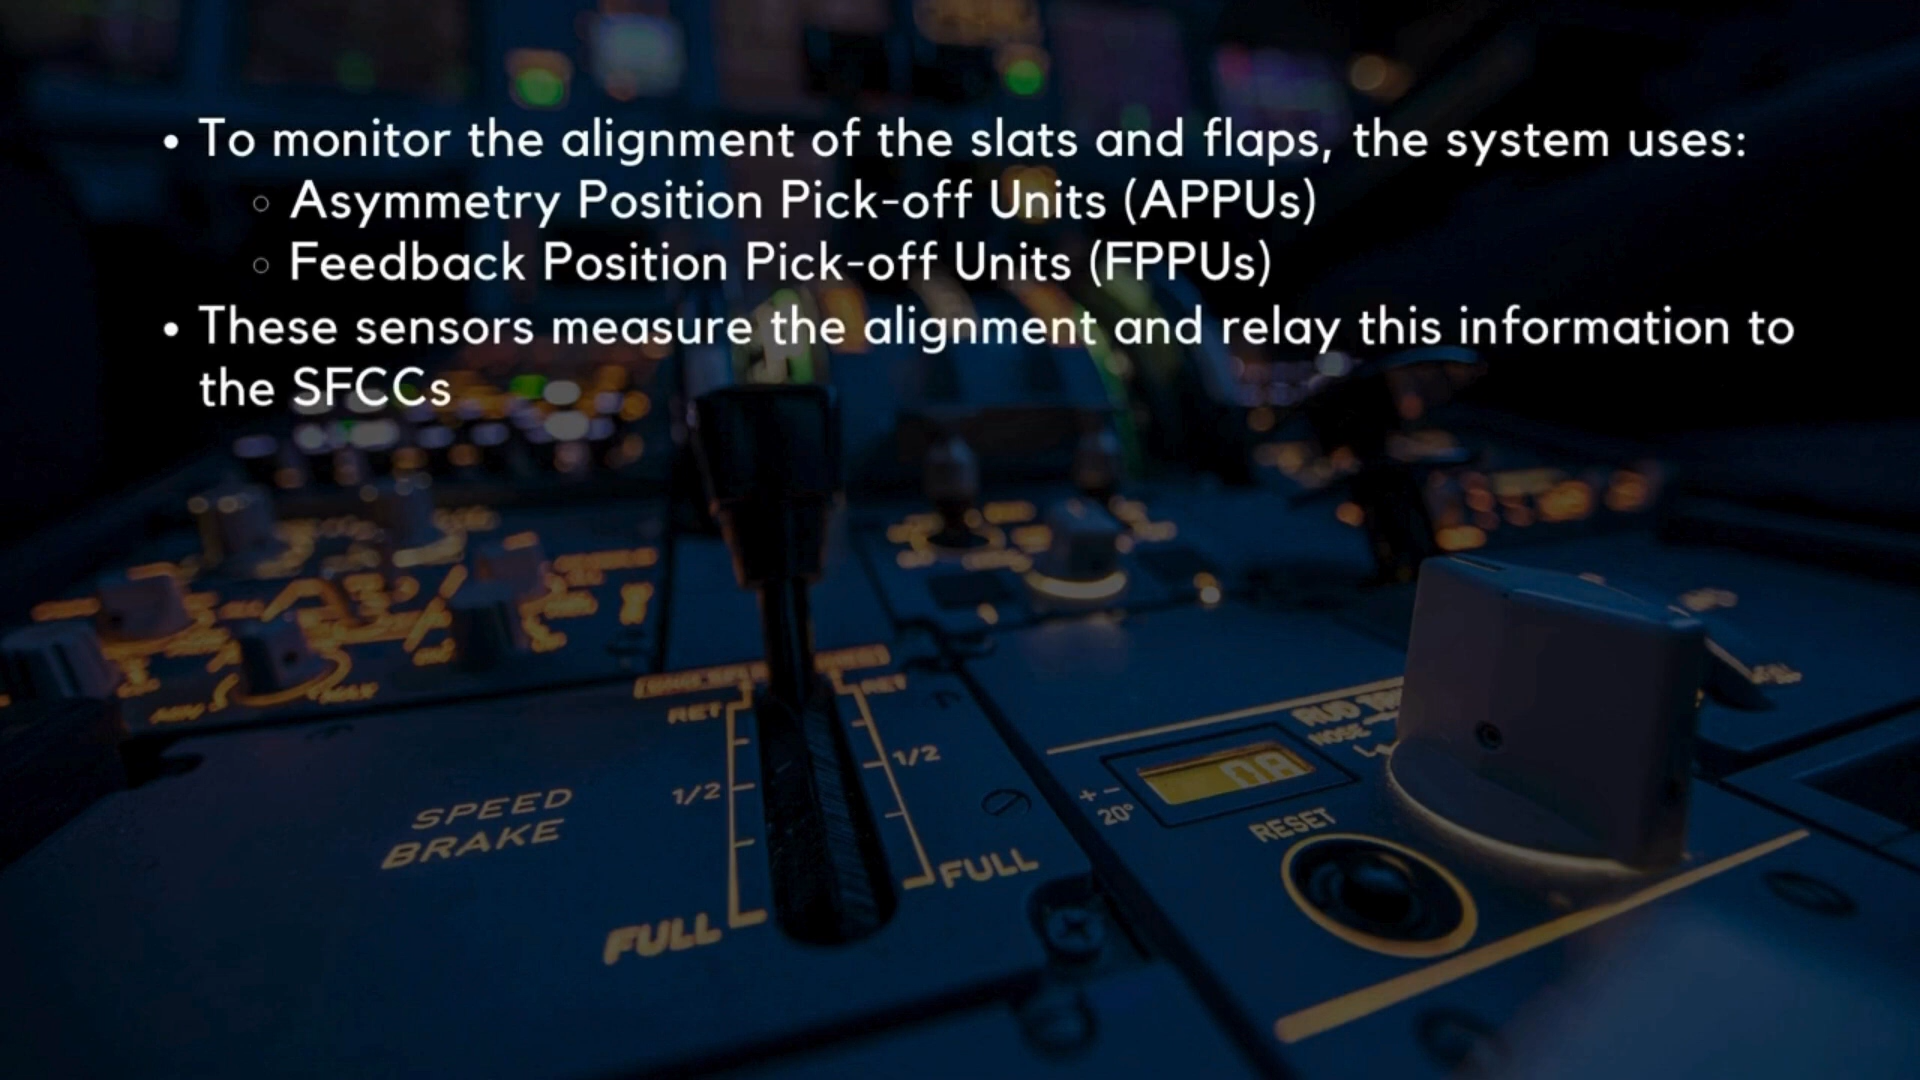 • To monitor the alignment of the slats and flaps, the system uses:
○ Asymmetry Position Pick-off Units (APPUs)
○ Feedback Position Pick-off Units (FPPUs)
• These sensors measure the alignment and relay this information to
the SFCCs
RET
RET
1/2
1/2
SPEED
BRAKE
FULL
FULL
RUD
NOSE
+ -
20°
RESET